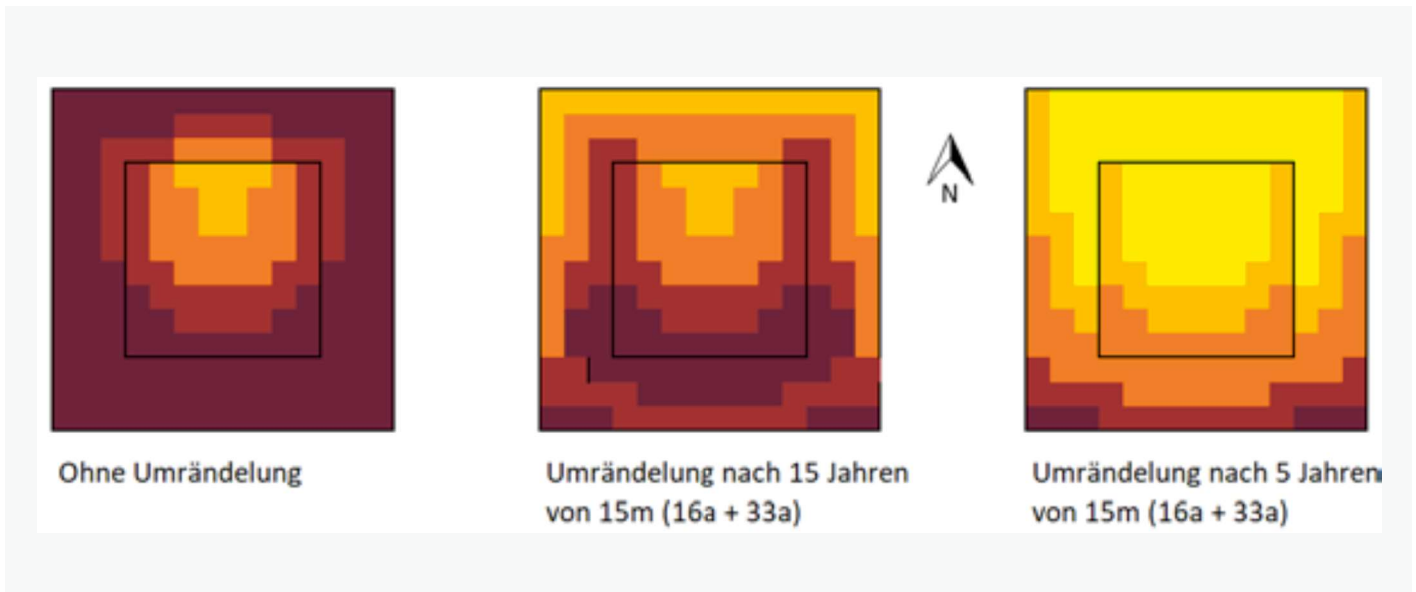 N
Ohne Umrändelung
Umrändelung nach 15 Jahren
von 15m (16a + 33a)
Umrändelung nach 5 Jahren
von 15m (16a + 33a)